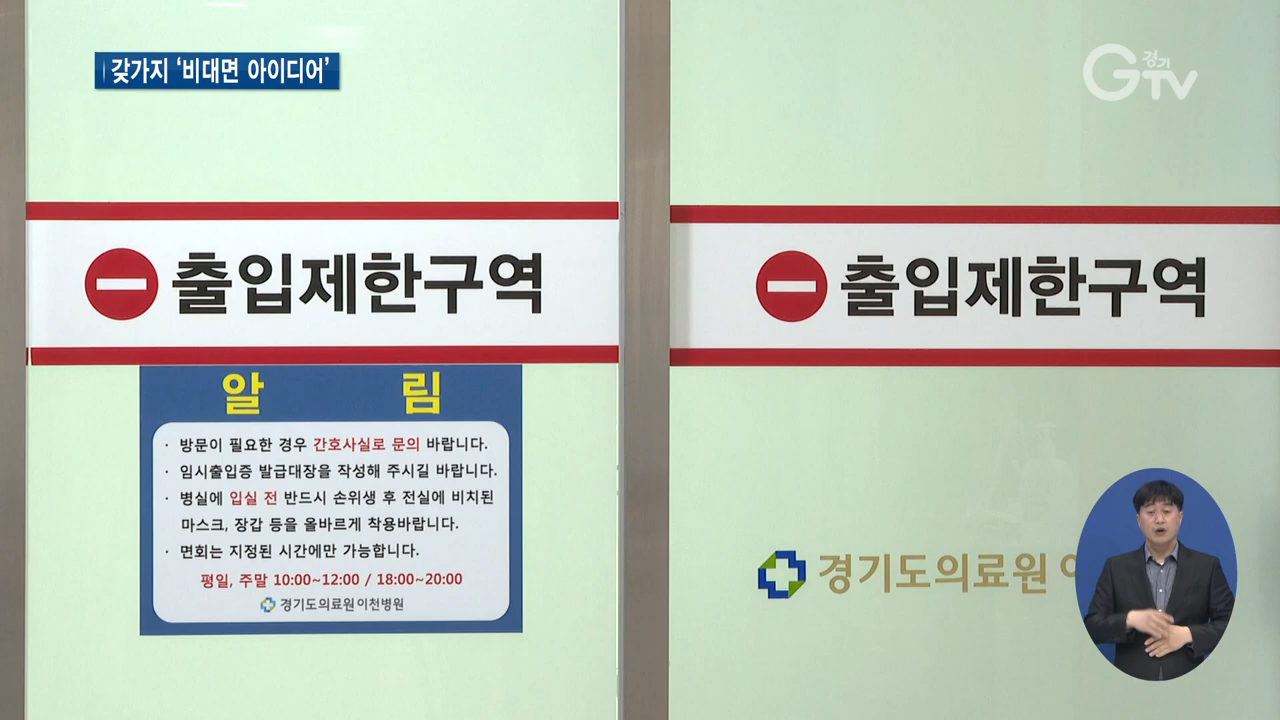 갖가지 ‘비대면 아이디어’
경기
GTV
출입제한구역
출입제한구역
알 림
· 방문이 필요한 경우 간호사실로 문의 바랍니다.
· 임시출입증 발급대장을 작성해 주시길 바랍니다.
· 병실에 입실 전 반드시 손위생 후 전실에 비치된
마스크, 장갑 등을 올바르게 착용바랍니다.
· 면회는 지정된 시간에만 가능합니다.
평일, 주말 10:00~12:00 / 18:00~20:00
경기도의료원 이천병원
경기도의료원